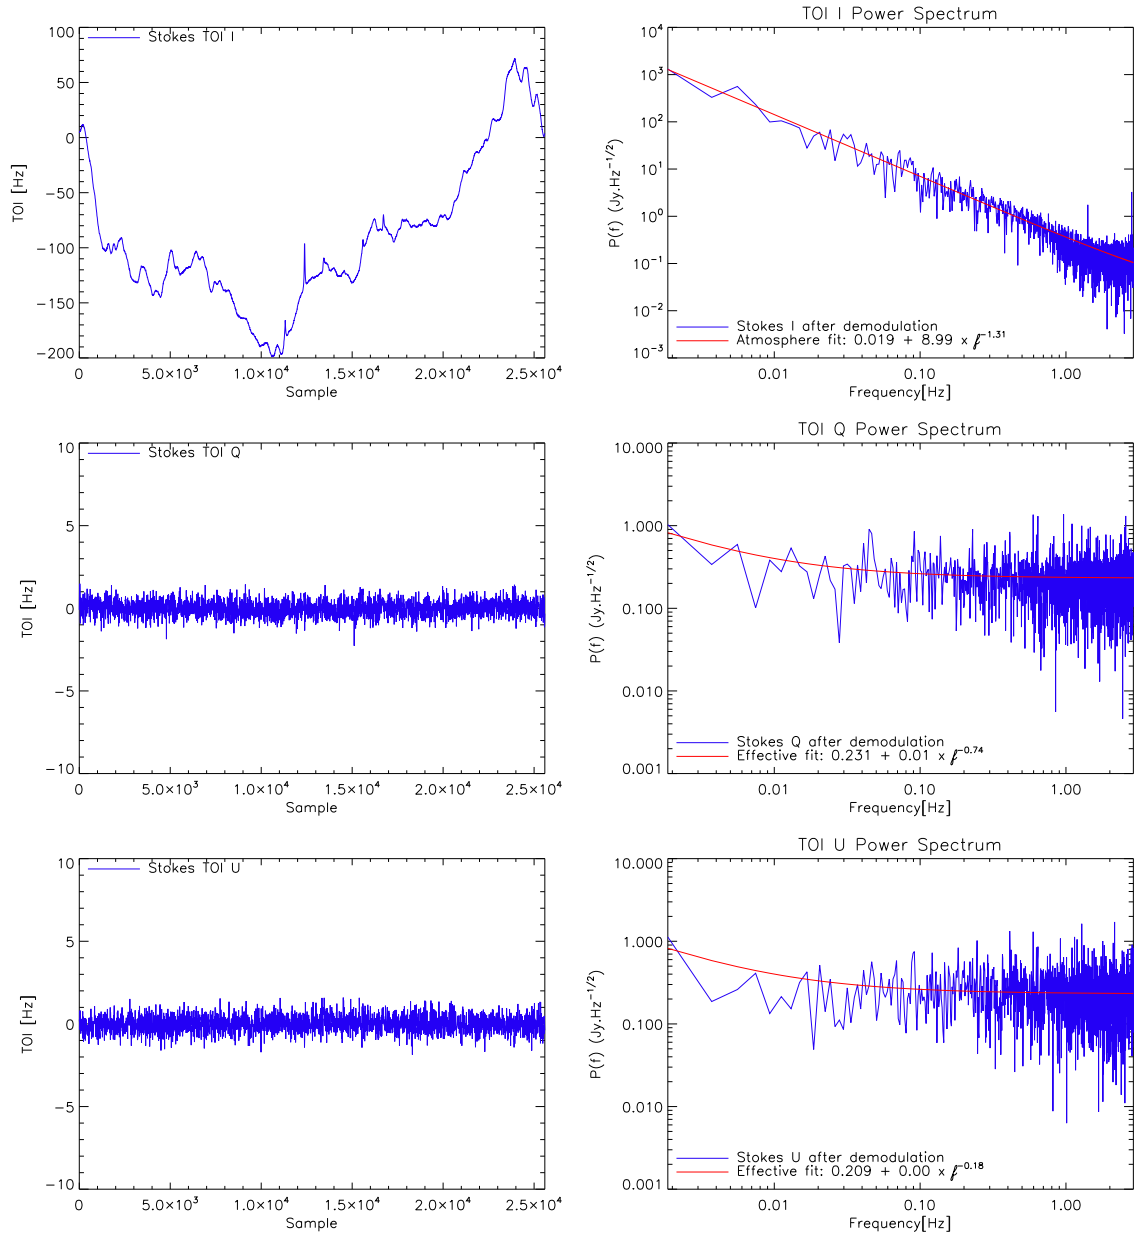 TOI I Power Spectrum
Stokes TOI I
100
50
0
−50
−100
−150
−200
TOI [Hz]
0
5.0×10³
1.0×10⁴
1.5×10⁴
2.0×10⁴
2.5×10⁴
Sample
10⁴
10³
10²
10¹
10⁰
10⁻¹
10⁻²
10⁻³
P(f) (Jy.Hz⁻¹/²)
Stokes I after demodulation
Atmosphere fit: 0.019 + 8.99 × f⁻¹·³¹
0.01
0.10
1.00
Frequency[Hz]
TOI Q Power Spectrum
Stokes TOI Q
10
5
0
−5
−10
TOI [Hz]
0
5.0×10³
1.0×10⁴
1.5×10⁴
2.0×10⁴
2.5×10⁴
Sample
10.000
1.000
0.100
0.010
0.001
P(f) (Jy.Hz⁻¹/²)
Stokes Q after demodulation
Effective fit: 0.231 + 0.01 × f⁻⁰·⁷⁴
0.01
0.10
1.00
Frequency[Hz]
TOI U Power Spectrum
Stokes TOI U
10
5
0
−5
−10
TOI [Hz]
0
5.0×10³
1.0×10⁴
1.5×10⁴
2.0×10⁴
2.5×10⁴
Sample
10.000
1.000
0.100
0.010
0.001
P(f) (Jy.Hz⁻¹/²)
Stokes U after demodulation
Effective fit: 0.209 + 0.00 × f⁻⁰·¹⁸
0.01
0.10
1.00
Frequency[Hz]